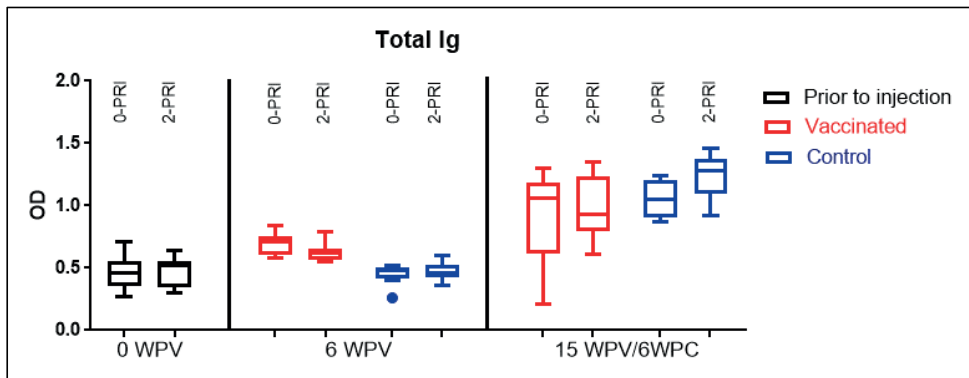 Total Ig
0-PRI 2-PRI 0-PRI 2-PRI 0-PRI 2-PRI 0-PRI 2-PRI 0-PRI 2-PRI
2.0
1.5
1.0
0.5
0.0
OD
0 WPV 6 WPV 15 WPV/6WPC
Prior to injection
Vaccinated
Control